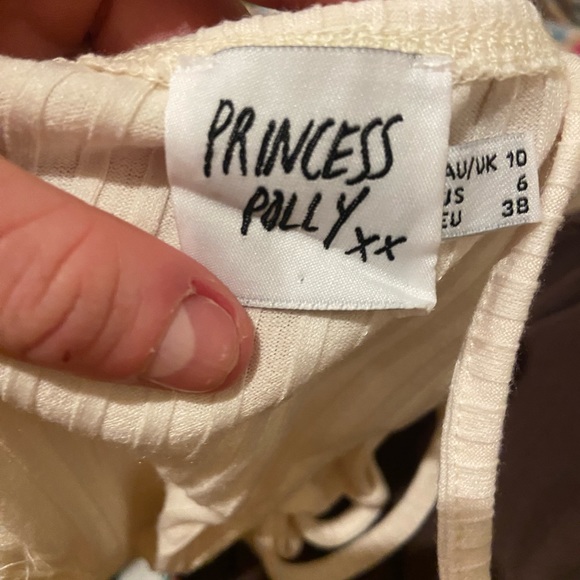 PRINCESS
POLLY xx
AU/UK 10
US 6
EU 38